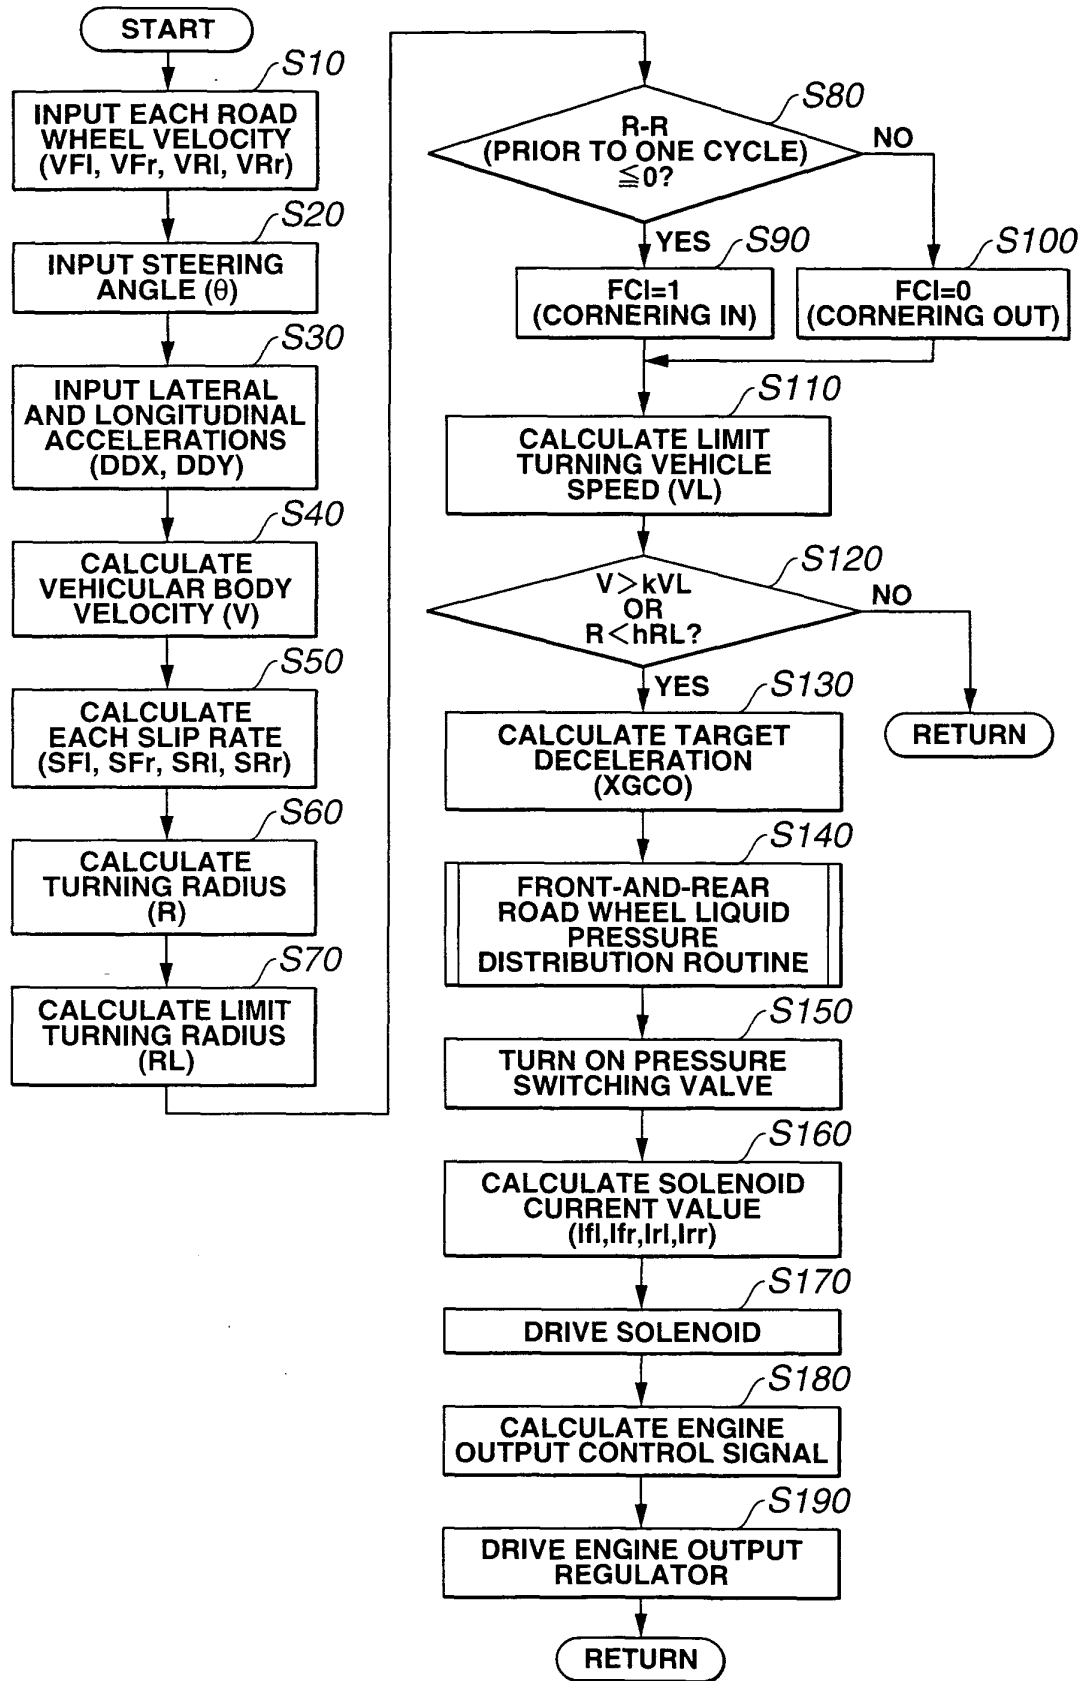 START
S10
INPUT EACH ROAD
WHEEL VELOCITY
(VFl, VFr, VRl, VRr)
S20
INPUT STEERING
ANGLE (θ)
S30
INPUT LATERAL
AND LONGITUDINAL
ACCELERATIONS
(DDX, DDY)
S40
CALCULATE
VEHICULAR BODY
VELOCITY (V)
S50
CALCULATE
EACH SLIP RATE
(SFl, SFr, SRl, SRr)
S60
CALCULATE
TURNING RADIUS
(R)
S70
CALCULATE LIMIT
TURNING RADIUS
(RL)
S80
R-R
(PRIOR TO ONE CYCLE)
≦0?
NO
YES
S90
FCI=1
(CORNERING IN)
S100
FCI=0
(CORNERING OUT)
S110
CALCULATE LIMIT
TURNING VEHICLE
SPEED (VL)
S120
V>kVL
OR
R<hRL?
NO
RETURN
YES
S130
CALCULATE TARGET
DECELERATION
(XGCO)
S140
FRONT-AND-REAR
ROAD WHEEL LIQUID
PRESSURE
DISTRIBUTION ROUTINE
S150
TURN ON PRESSURE
SWITCHING VALVE
S160
CALCULATE SOLENOID
CURRENT VALUE
(Ifl,Ifr,Irl,Irr)
S170
DRIVE SOLENOID
S180
CALCULATE ENGINE
OUTPUT CONTROL SIGNAL
S190
DRIVE ENGINE OUTPUT
REGULATOR
RETURN